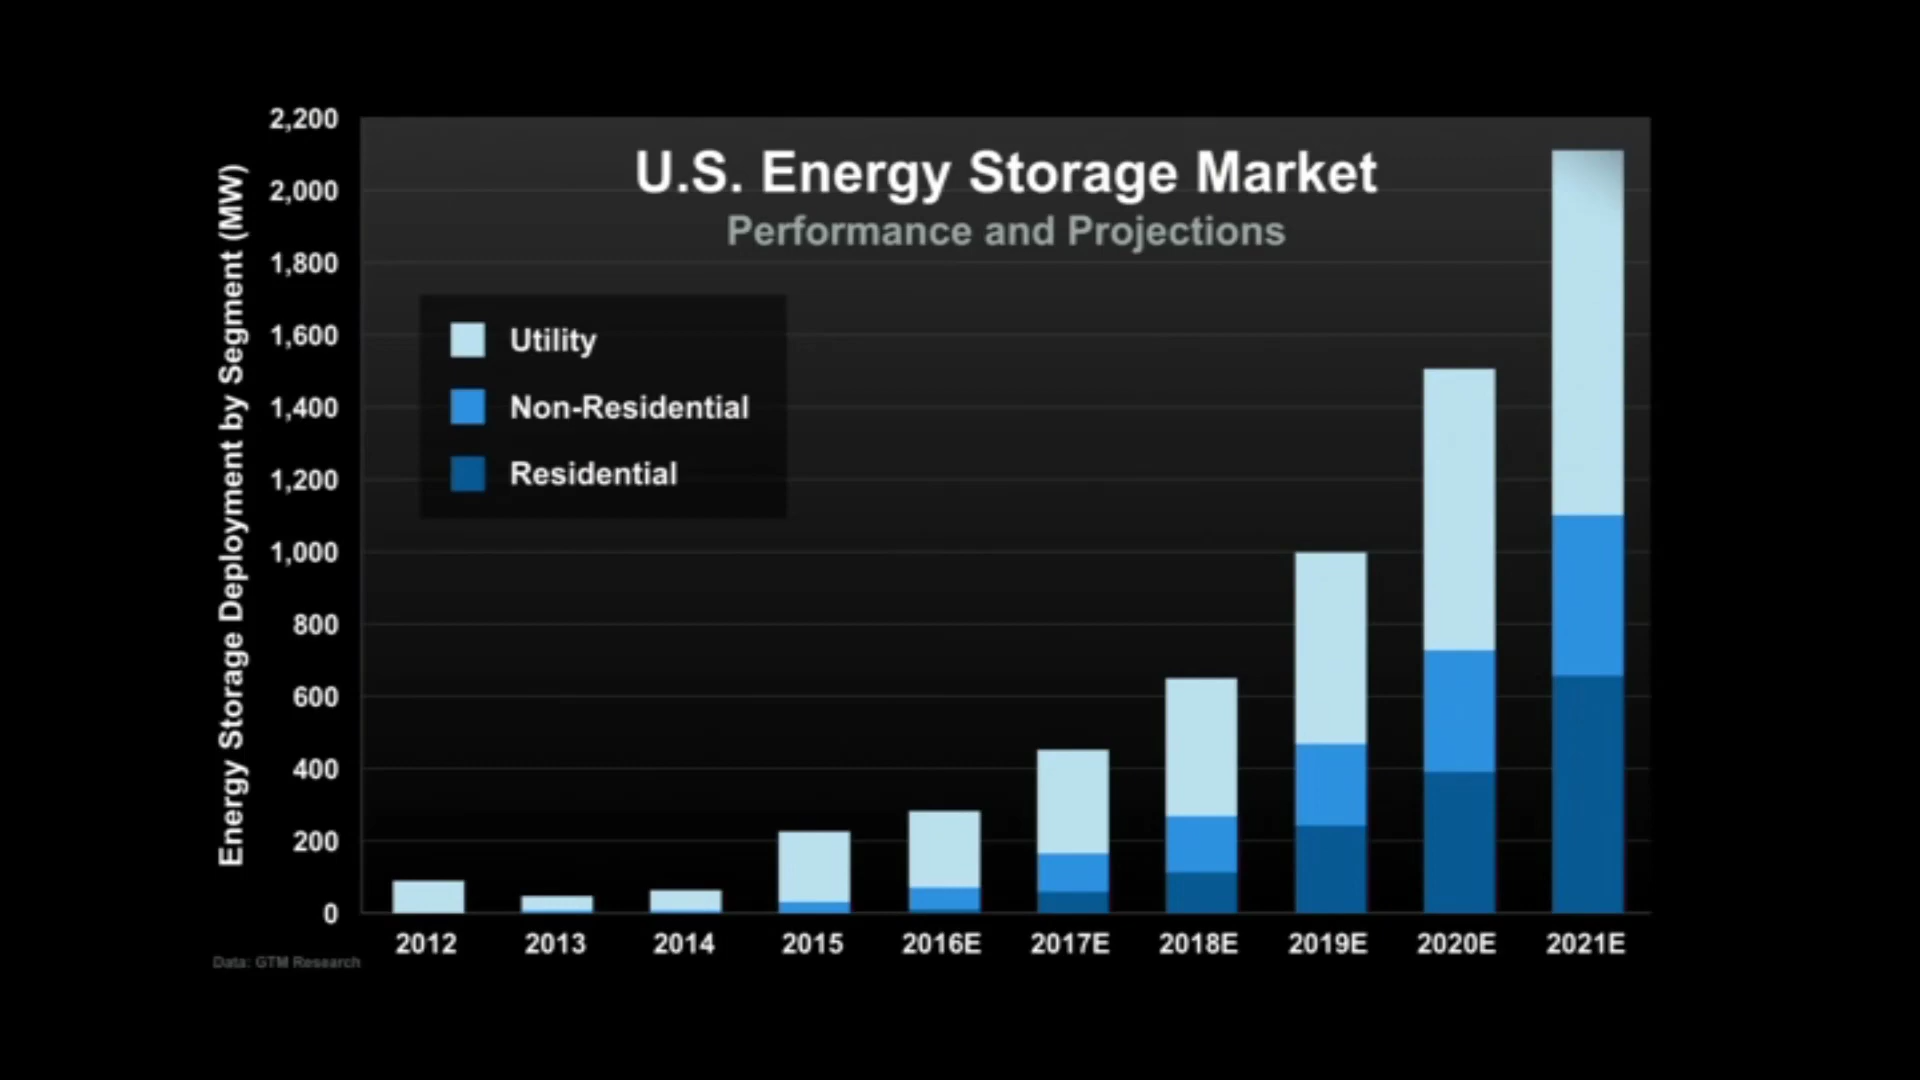 U.S. Energy Storage Market
Performance and Projections
Energy Storage Deployment by Segment (MW)
2,200
2,000
1,800
1,600
1,400
1,200
1,000
800
600
400
200
0
Utility
Non-Residential
Residential
2012 2013 2014 2015 2016E 2017E 2018E 2019E 2020E 2021E
Data: GTM Research